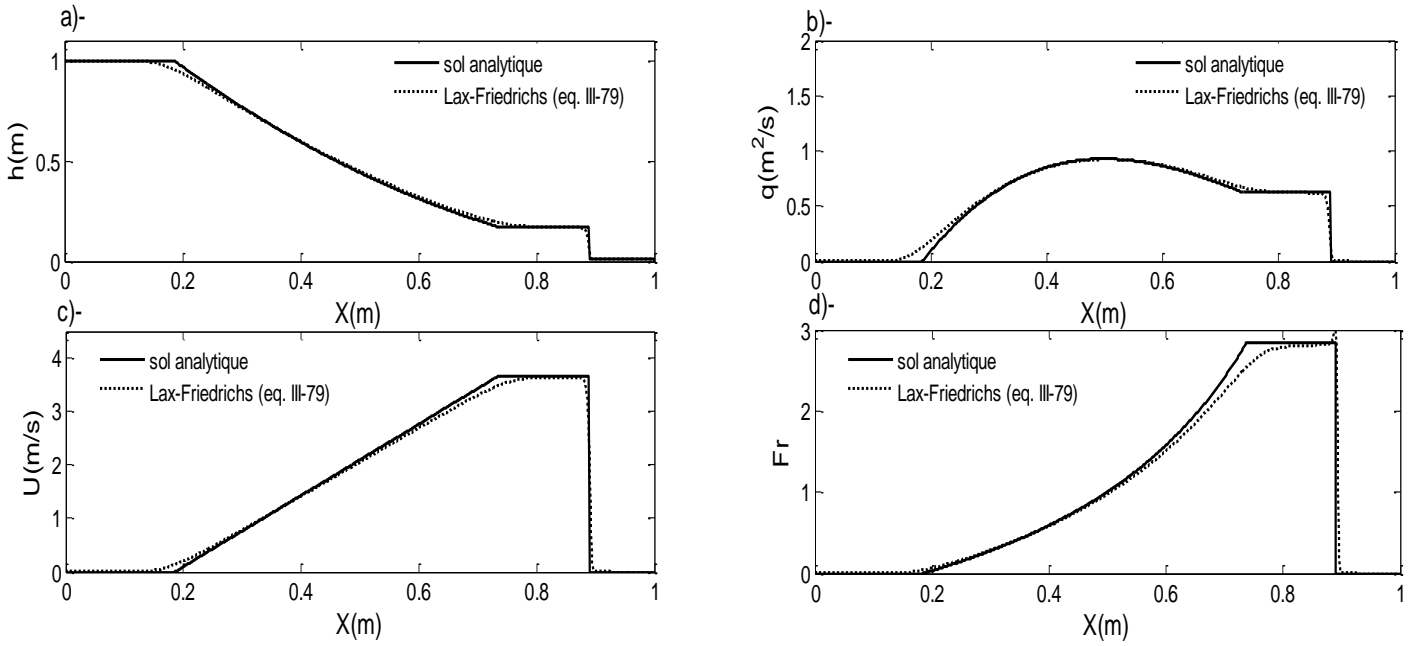 a)-
h(m)
1
0.5
0
sol analytique
Lax-Friedrichs (eq. III-79)
0 0.2 0.4 0.6 0.8 1
X(m)
b)-
q(m²/s)
2
1.5
1
0.5
0
sol analytique
Lax-Friedrichs (eq. III-79)
0 0.2 0.4 0.6 0.8 1
X(m)
c)-
U(m/s)
4
3
2
1
0
sol analytique
Lax-Friedrichs (eq. III-79)
0 0.2 0.4 0.6 0.8 1
X(m)
d)-
Fr
3
2
1
0
sol analytique
Lax-Friedrichs (eq. III-79)
0 0.2 0.4 0.6 0.8 1
X(m)